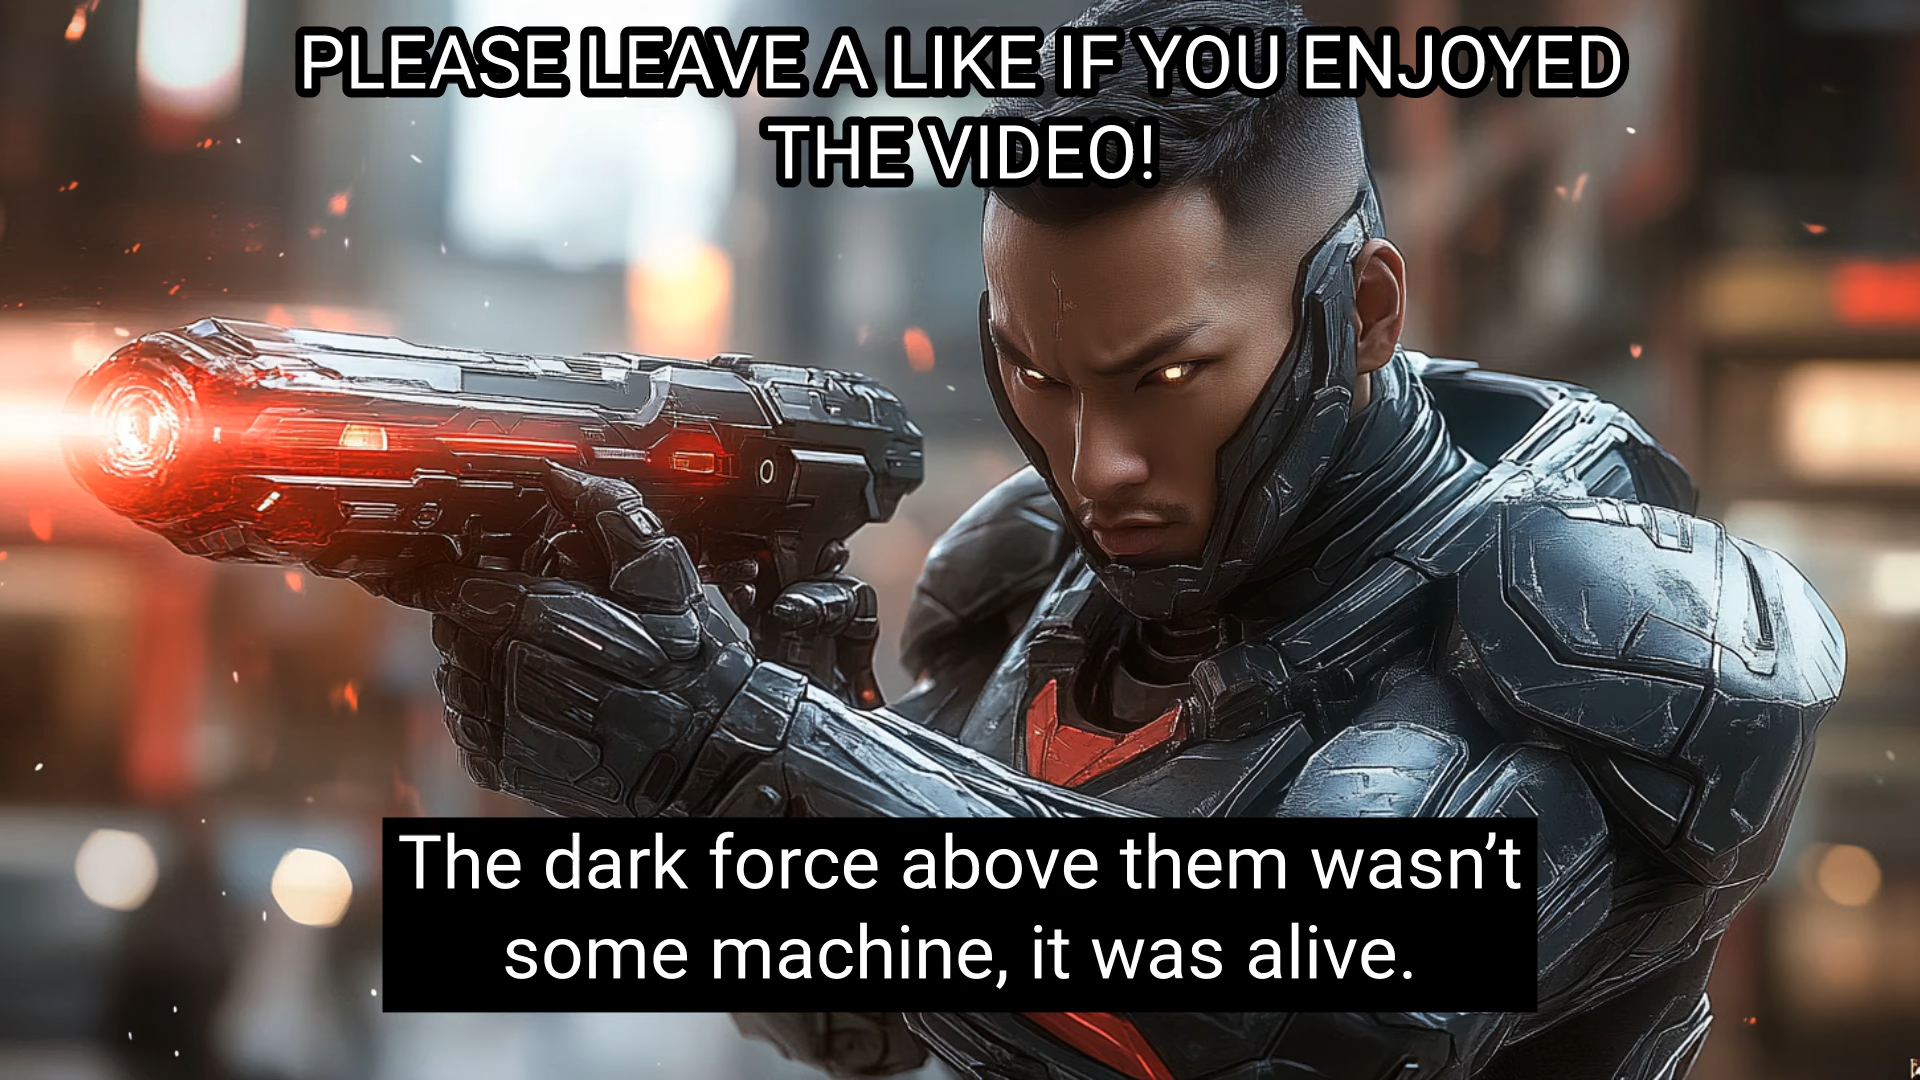 PLEASE LEAVE A LIKE IF YOU ENJOYED
THE VIDEO!
The dark force above them wasn’t
some machine, it was alive.